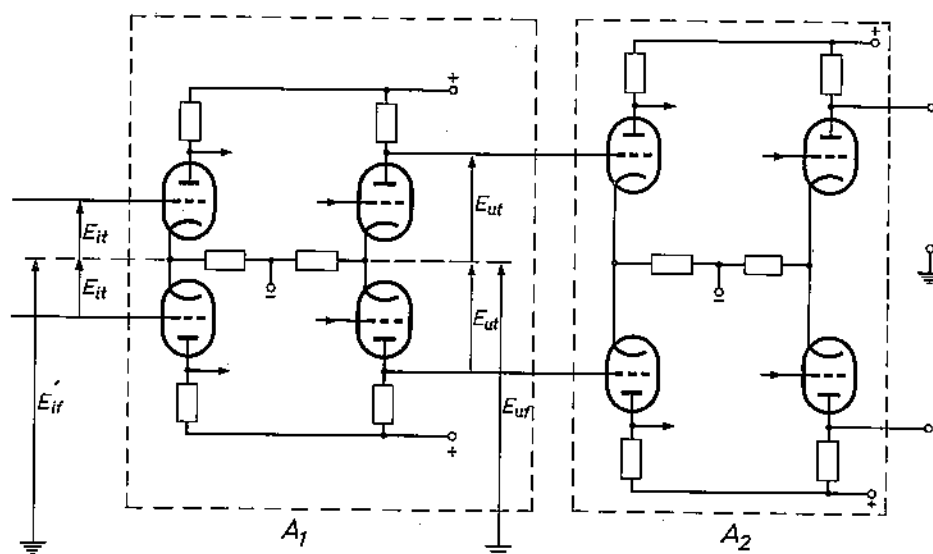 +
+
E_it
E_ut
E_it
E_ut
E'_if
E_uf
−
−
+
+
A_1
A_2